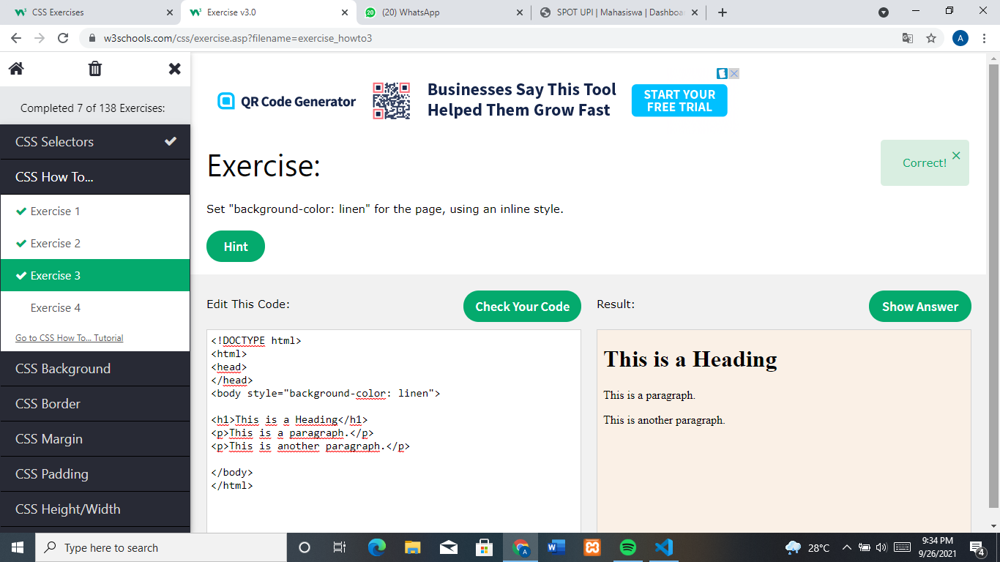 CSS Exercises
Exercise v3.0
(20) WhatsApp
SPOT UPI | Mahasiswa | Dashboa
w3schools.com/css/exercise.asp?filename=exercise_howto3
A
Completed 7 of 138 Exercises:
CSS Selectors
CSS How To...
Exercise 1
Exercise 2
Exercise 3
Exercise 4
Go to CSS How To... Tutorial
CSS Background
CSS Border
CSS Margin
CSS Padding
CSS Height/Width
QR Code Generator
Businesses Say This Tool
Helped Them Grow Fast
START YOUR
FREE TRIAL
Exercise:
Correct!
Set "background-color: linen" for the page, using an inline style.
Hint
Edit This Code:
Check Your Code
<!DOCTYPE html>
<html>
<head>
</head>
<body style="background-color: linen">
<h1>This is a Heading</h1>
<p>This is a paragraph.</p>
<p>This is another paragraph.</p>
</body>
</html>
Result:
Show Answer
This is a Heading
This is a paragraph.
This is another paragraph.
Type here to search
28°C
9:34 PM
9/26/2021
4